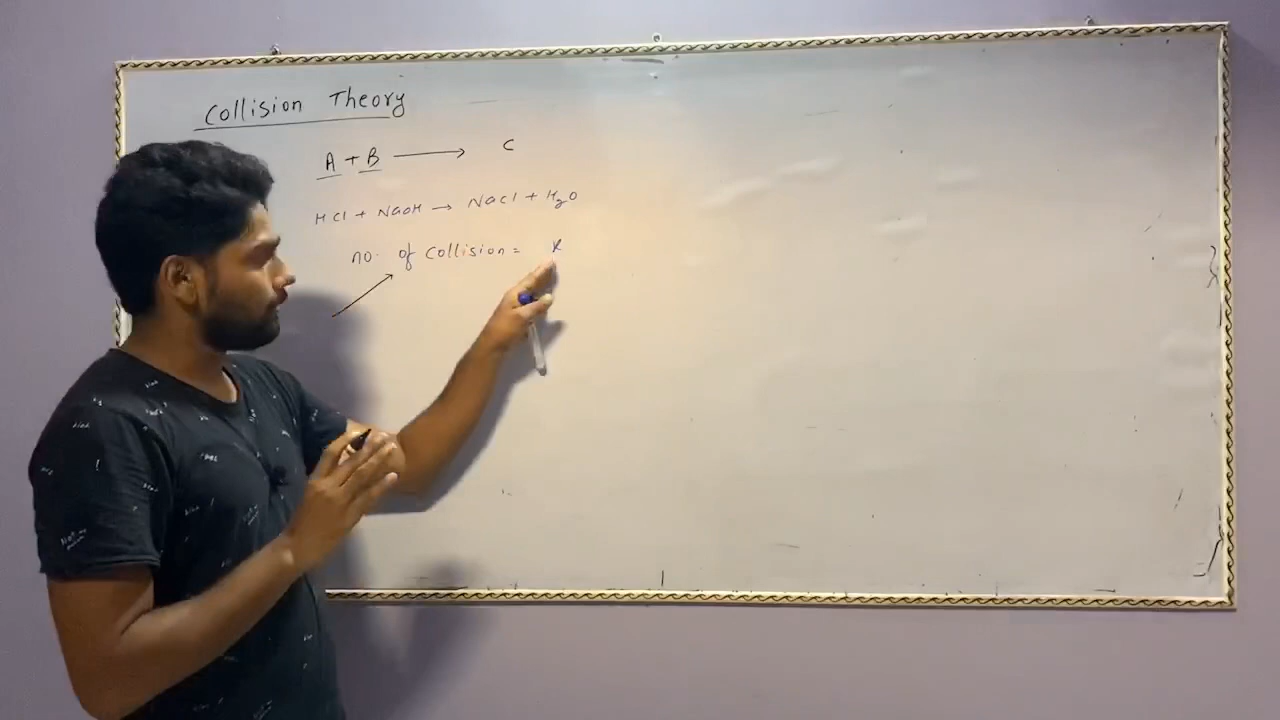 Collision Theory
A + B ⟶ C
HCl + NaOH → NaCl + H₂O
no. of collision =